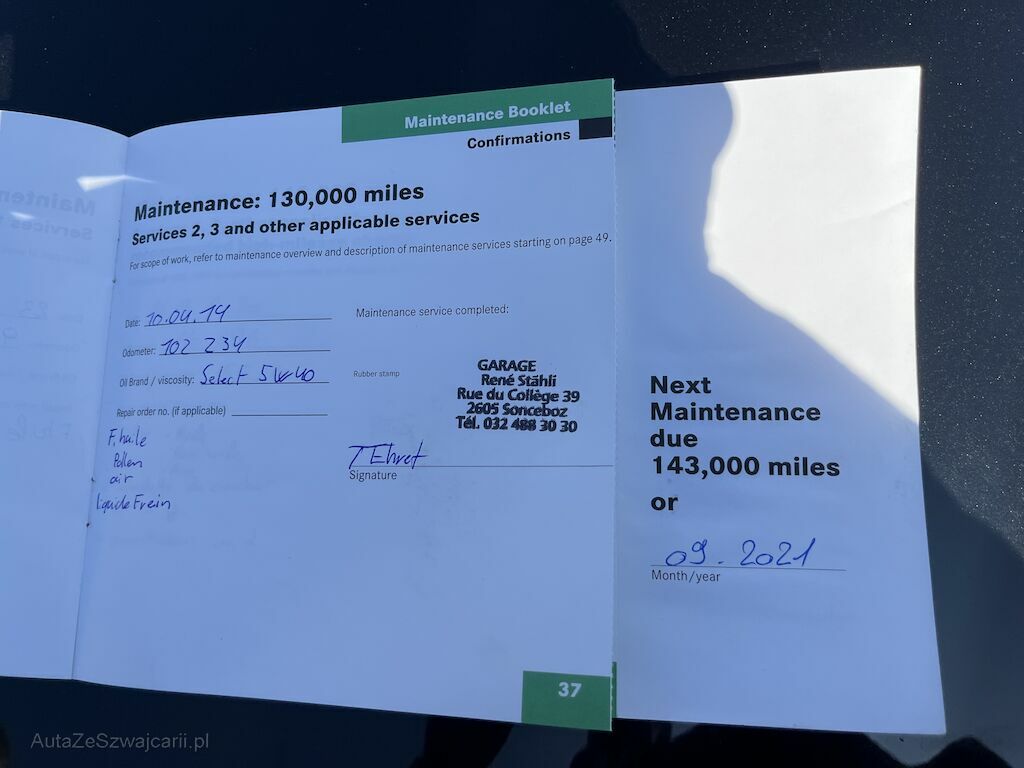 Maintenance Booklet
Confirmations
Maintenance: 130,000 miles
Services 2, 3 and other applicable services
For scope of work, refer to maintenance overview and description of maintenance services starting on page 49.
Date: 10.04.19
Odometer: 102 234
Oil Brand / viscosity: Select 5w40
Repair order no. (if applicable)
F. huile
Pollen
air
liquide Frein
Maintenance service completed:
Rubber stamp
GARAGE
René Stähli
Rue du Collège 39
2605 Sonceboz
Tél. 032 488 30 30
T Ehret
Signature
37
Next
Maintenance
due
143,000 miles
or
09. 2021
Month/year
AutaZeSzwajcarii.pl